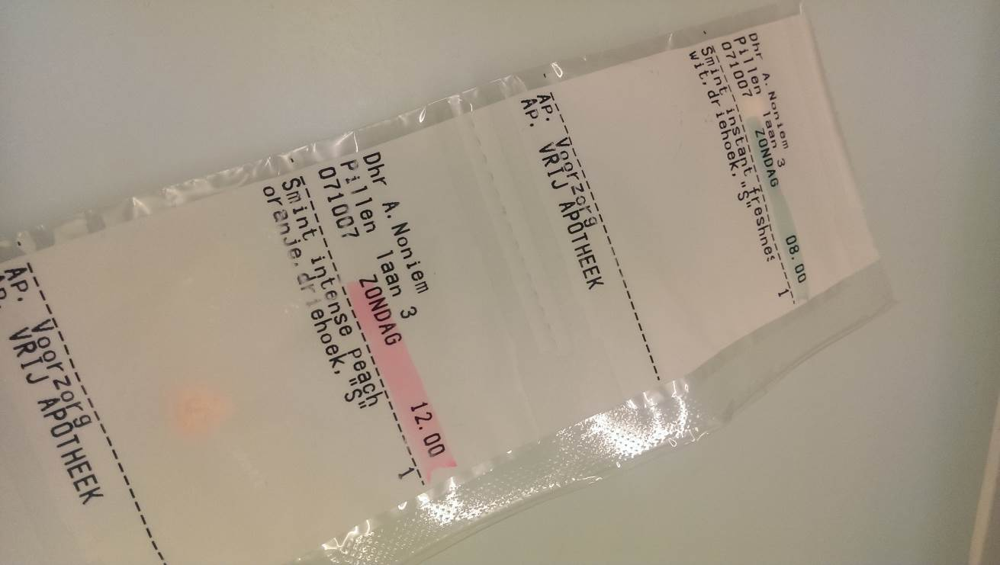 Dhr A. Noniem
Pillen laan 3
071007 ZONDAG 08.00
Smint instant freshnes 1
wit, driehoek, "S"
Ap. Voorzorg
AP. VRIJ APOTHEEK
Dhr A. Noniem
Pillen laan 3
071007 ZONDAG 12.00
Smint intense peach 1
oranje, driehoek, "S"
Ap. Voorzorg
AP. VRIJ APOTHEEK